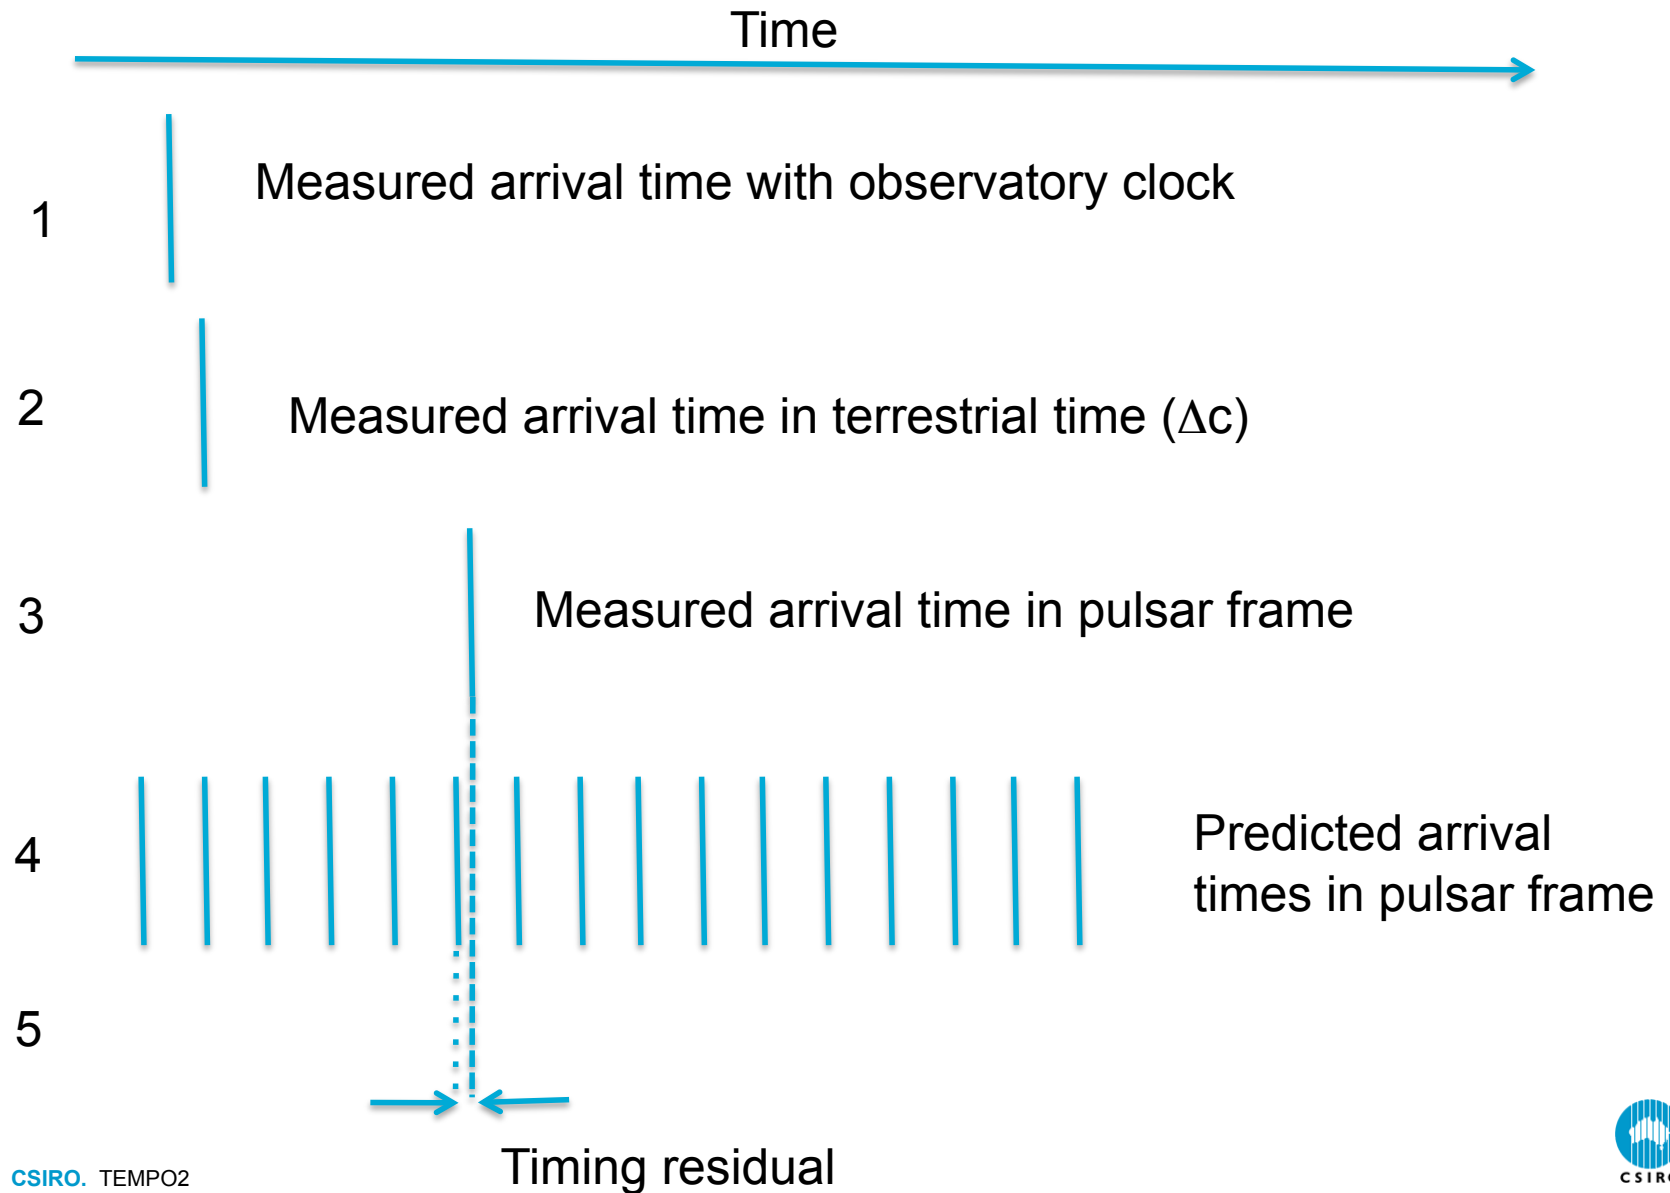 Time
1
Measured arrival time with observatory clock
2
Measured arrival time in terrestrial time (Δc)
3
Measured arrival time in pulsar frame
4
Predicted arrival
times in pulsar frame
5
Timing residual
CSIRO. TEMPO2